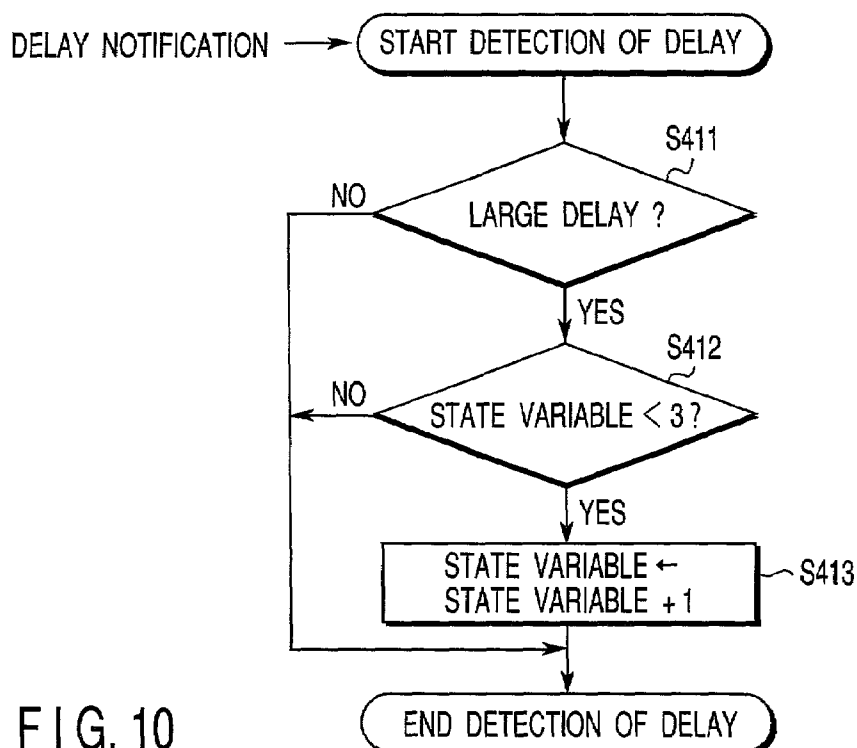 DELAY NOTIFICATION
START DETECTION OF DELAY
S411
NO
LARGE DELAY ?
YES
S412
NO
STATE VARIABLE < 3 ?
YES
STATE VARIABLE ←
STATE VARIABLE + 1
S413
END DETECTION OF DELAY
FIG. 10